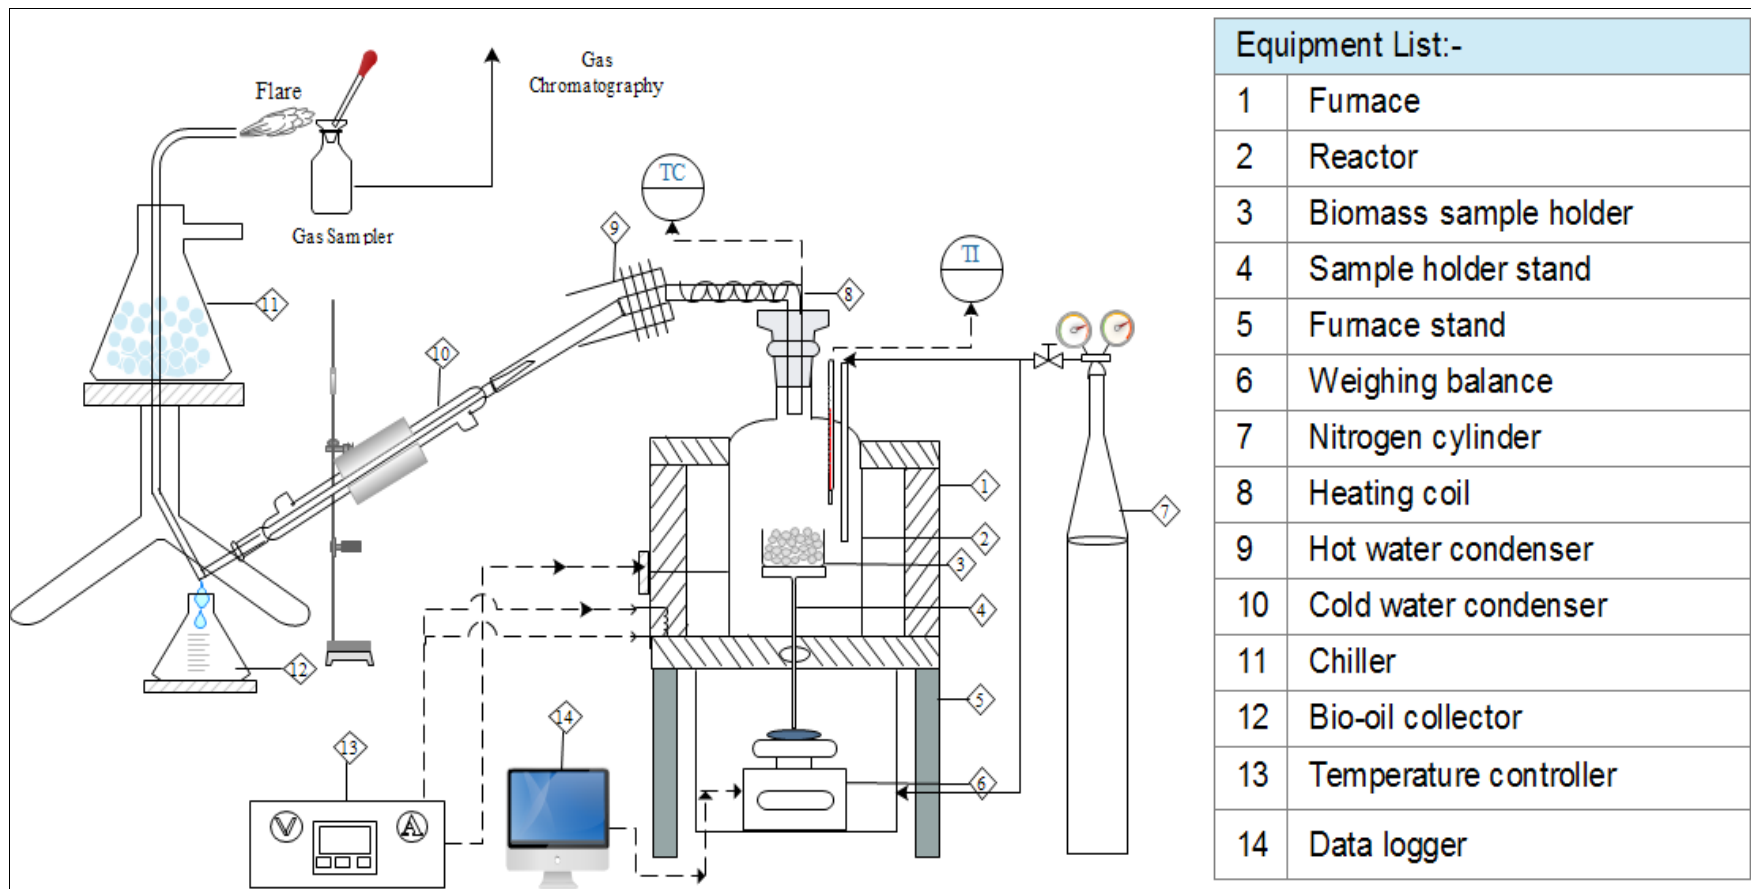 Gas
Chromatography
Flare
TC
Gas Sampler
9
TI
8
11
10
1
7
2
3
4
12
5
14
13
6
V
A
Equipment List:-
1 Furnace
2 Reactor
3 Biomass sample holder
4 Sample holder stand
5 Furnace stand
6 Weighing balance
7 Nitrogen cylinder
8 Heating coil
9 Hot water condenser
10 Cold water condenser
11 Chiller
12 Bio-oil collector
13 Temperature controller
14 Data logger